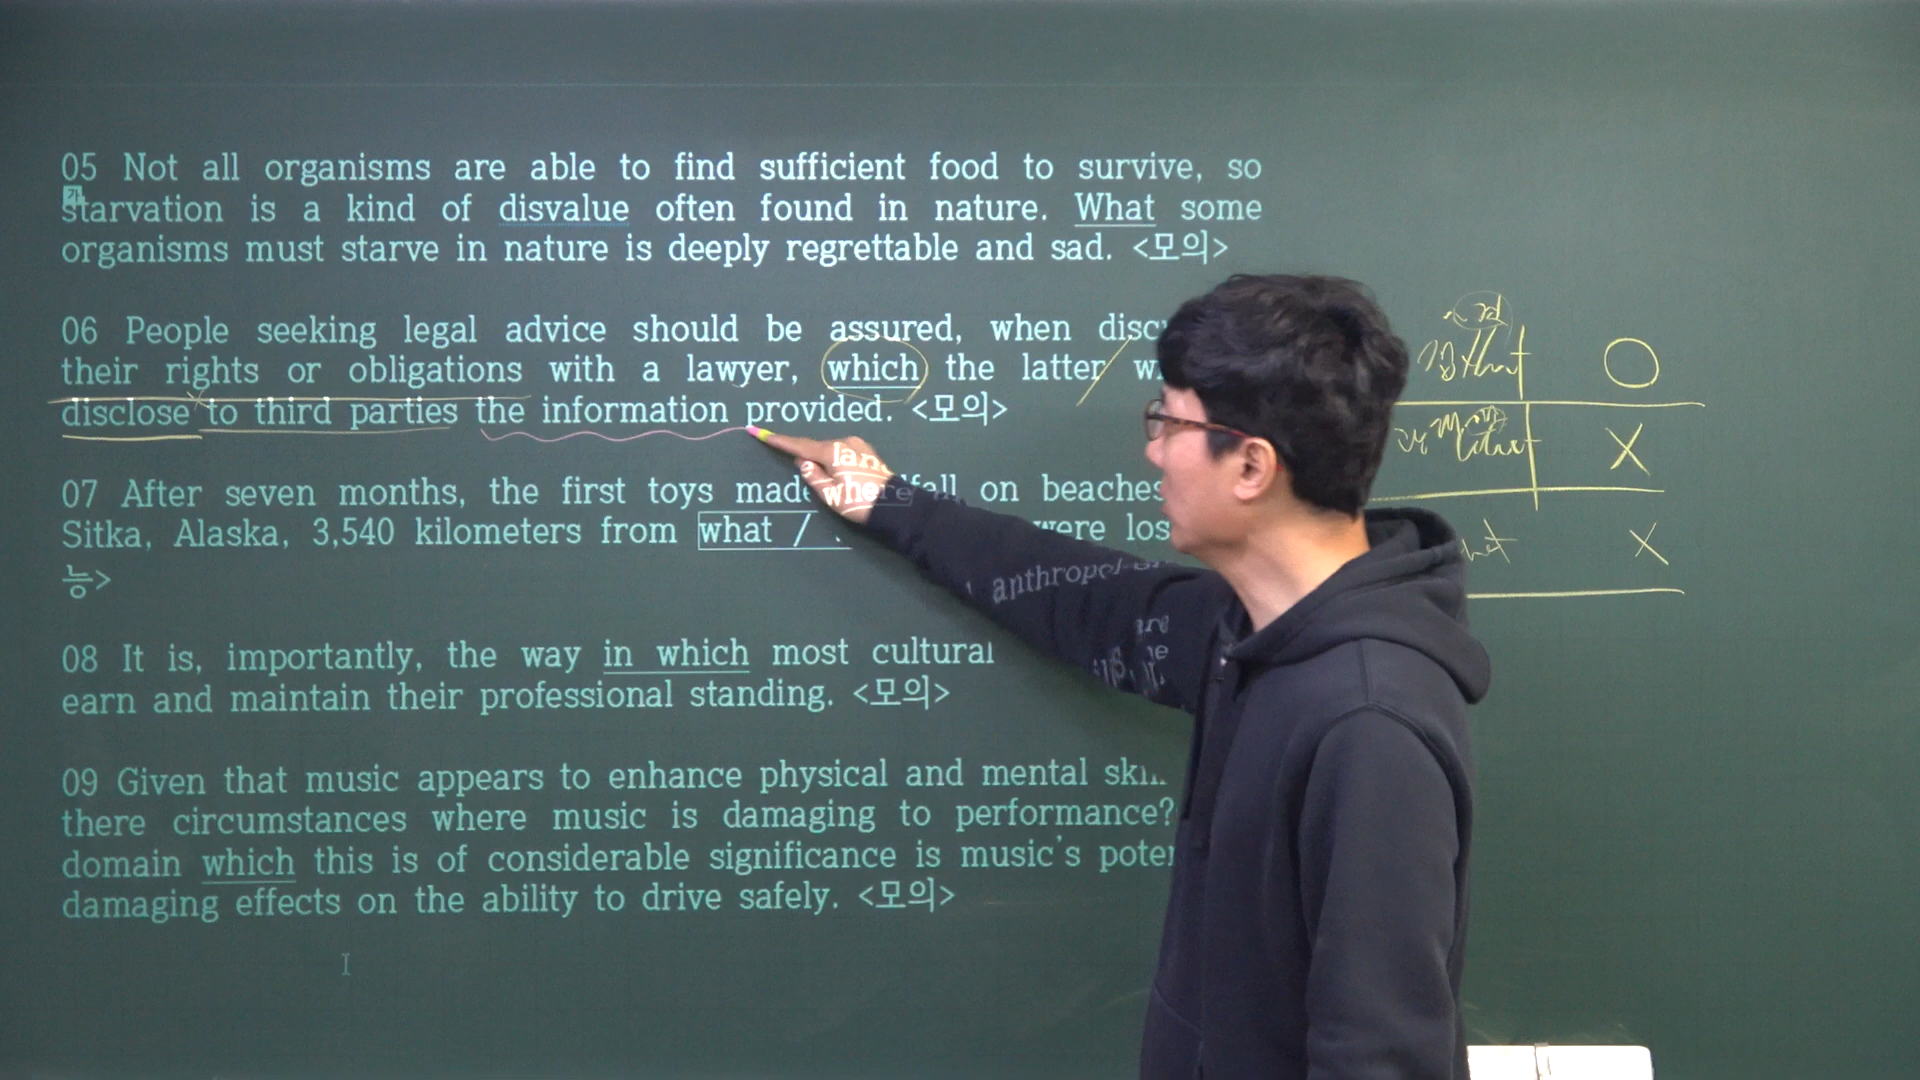 05 Not all organisms are able to find sufficient food to survive, so
starvation is a kind of disvalue often found in nature. What some
organisms must starve in nature is deeply regrettable and sad. <모의>
06 People seeking legal advice should be assured, when
their rights or obligations with a lawyer, which the latter
disclose to third parties the information provided. <모의>
07 After seven months, the first toys made on beaches
Sitka, Alaska, 3,540 kilometers from what / were
능>
08 It is, importantly, the way in which most cultural
earn and maintain their professional standing. <모의>
09 Given that music appears to enhance physical and mental
there circumstances where music is damaging to performance?
domain which this is of considerable significance is music's
damaging effects on the ability to drive safely. <모의>
where
that O
X
X